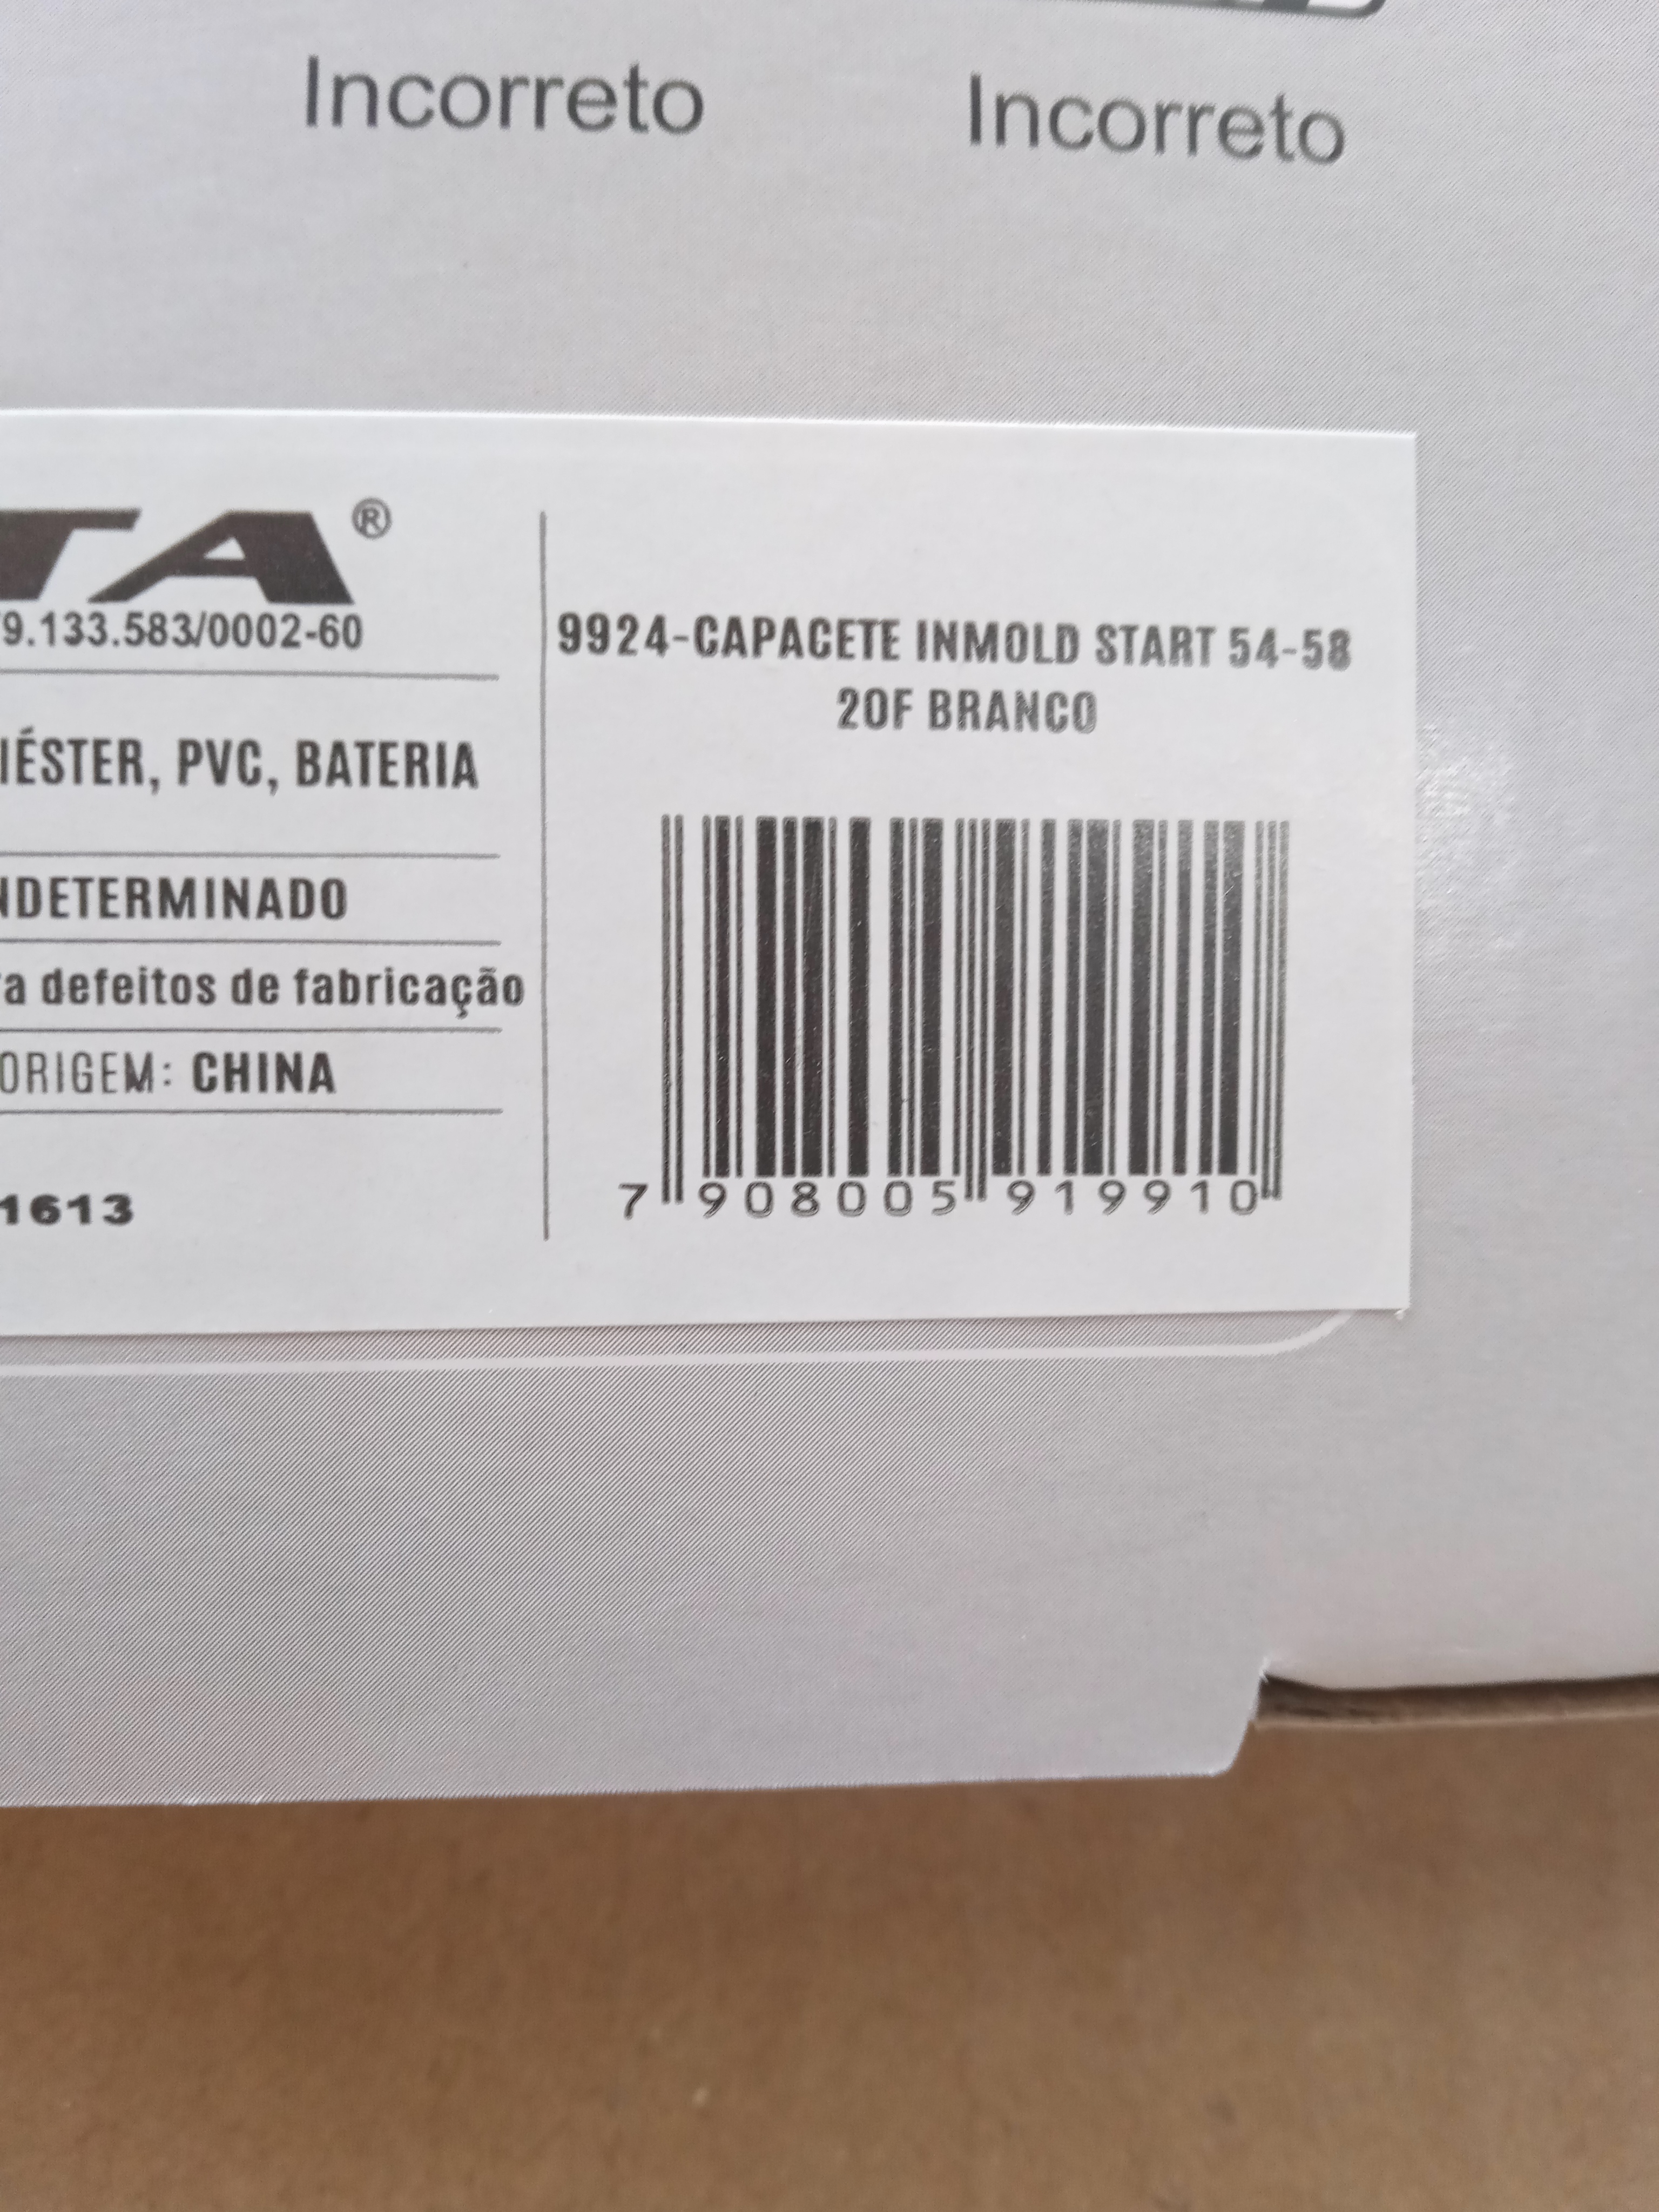 Incorreto Incorreto
TA®
9.133.583/0002-60
IÉSTER, PVC, BATERIA
NDETERMINADO
a defeitos de fabricação
ORIGEM: CHINA
1613
9924-CAPACETE INMOLD START 54-58
20F BRANCO
7 908005 919910